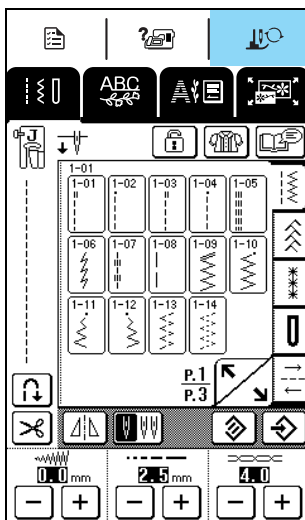 ?
ABC
A
J
1-01
1-01 1-02 1-03 1-04 1-05
1-06 1-07 1-08 1-09 1-10
1-11 1-12 1-13 1-14
P.1
P.3
0.0 mm 2.5 mm 4.0
− + − + − +